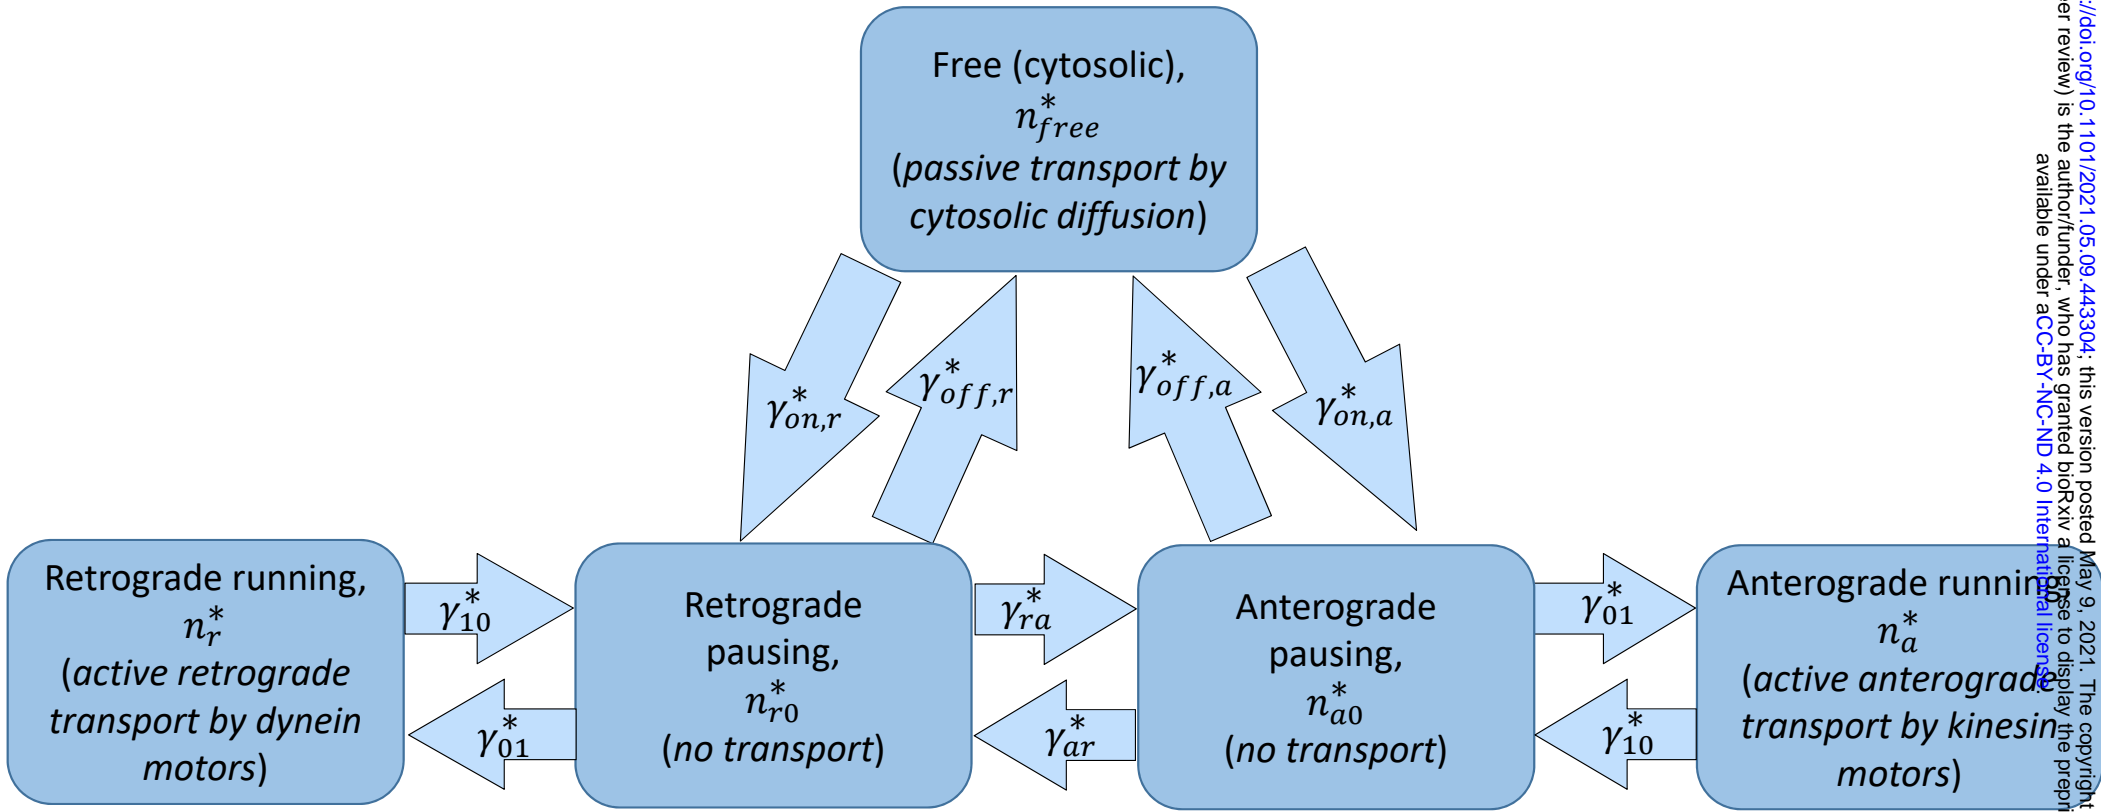 Free (cytosolic),
n*free
(passive transport by
cytosolic diffusion)
γ*on,r
γ*off,r
γ*off,a
γ*on,a
Retrograde running,
n*r
(active retrograde
transport by dynein
motors)
γ*10
γ*01
Retrograde
pausing,
n*r0
(no transport)
γ*ra
γ*ar
Anterograde
pausing,
n*a0
(no transport)
γ*01
γ*10
Anterograde running,
n*a
(active anterograde
transport by kinesin
motors)
://doi.org/10.1101/2021.05.09.443304; this version posted May 9, 2021. The copyright
er review) is the author/funder, who has granted bioRxiv a license to display the prepri
available under aCC-BY-NC-ND 4.0 International license.